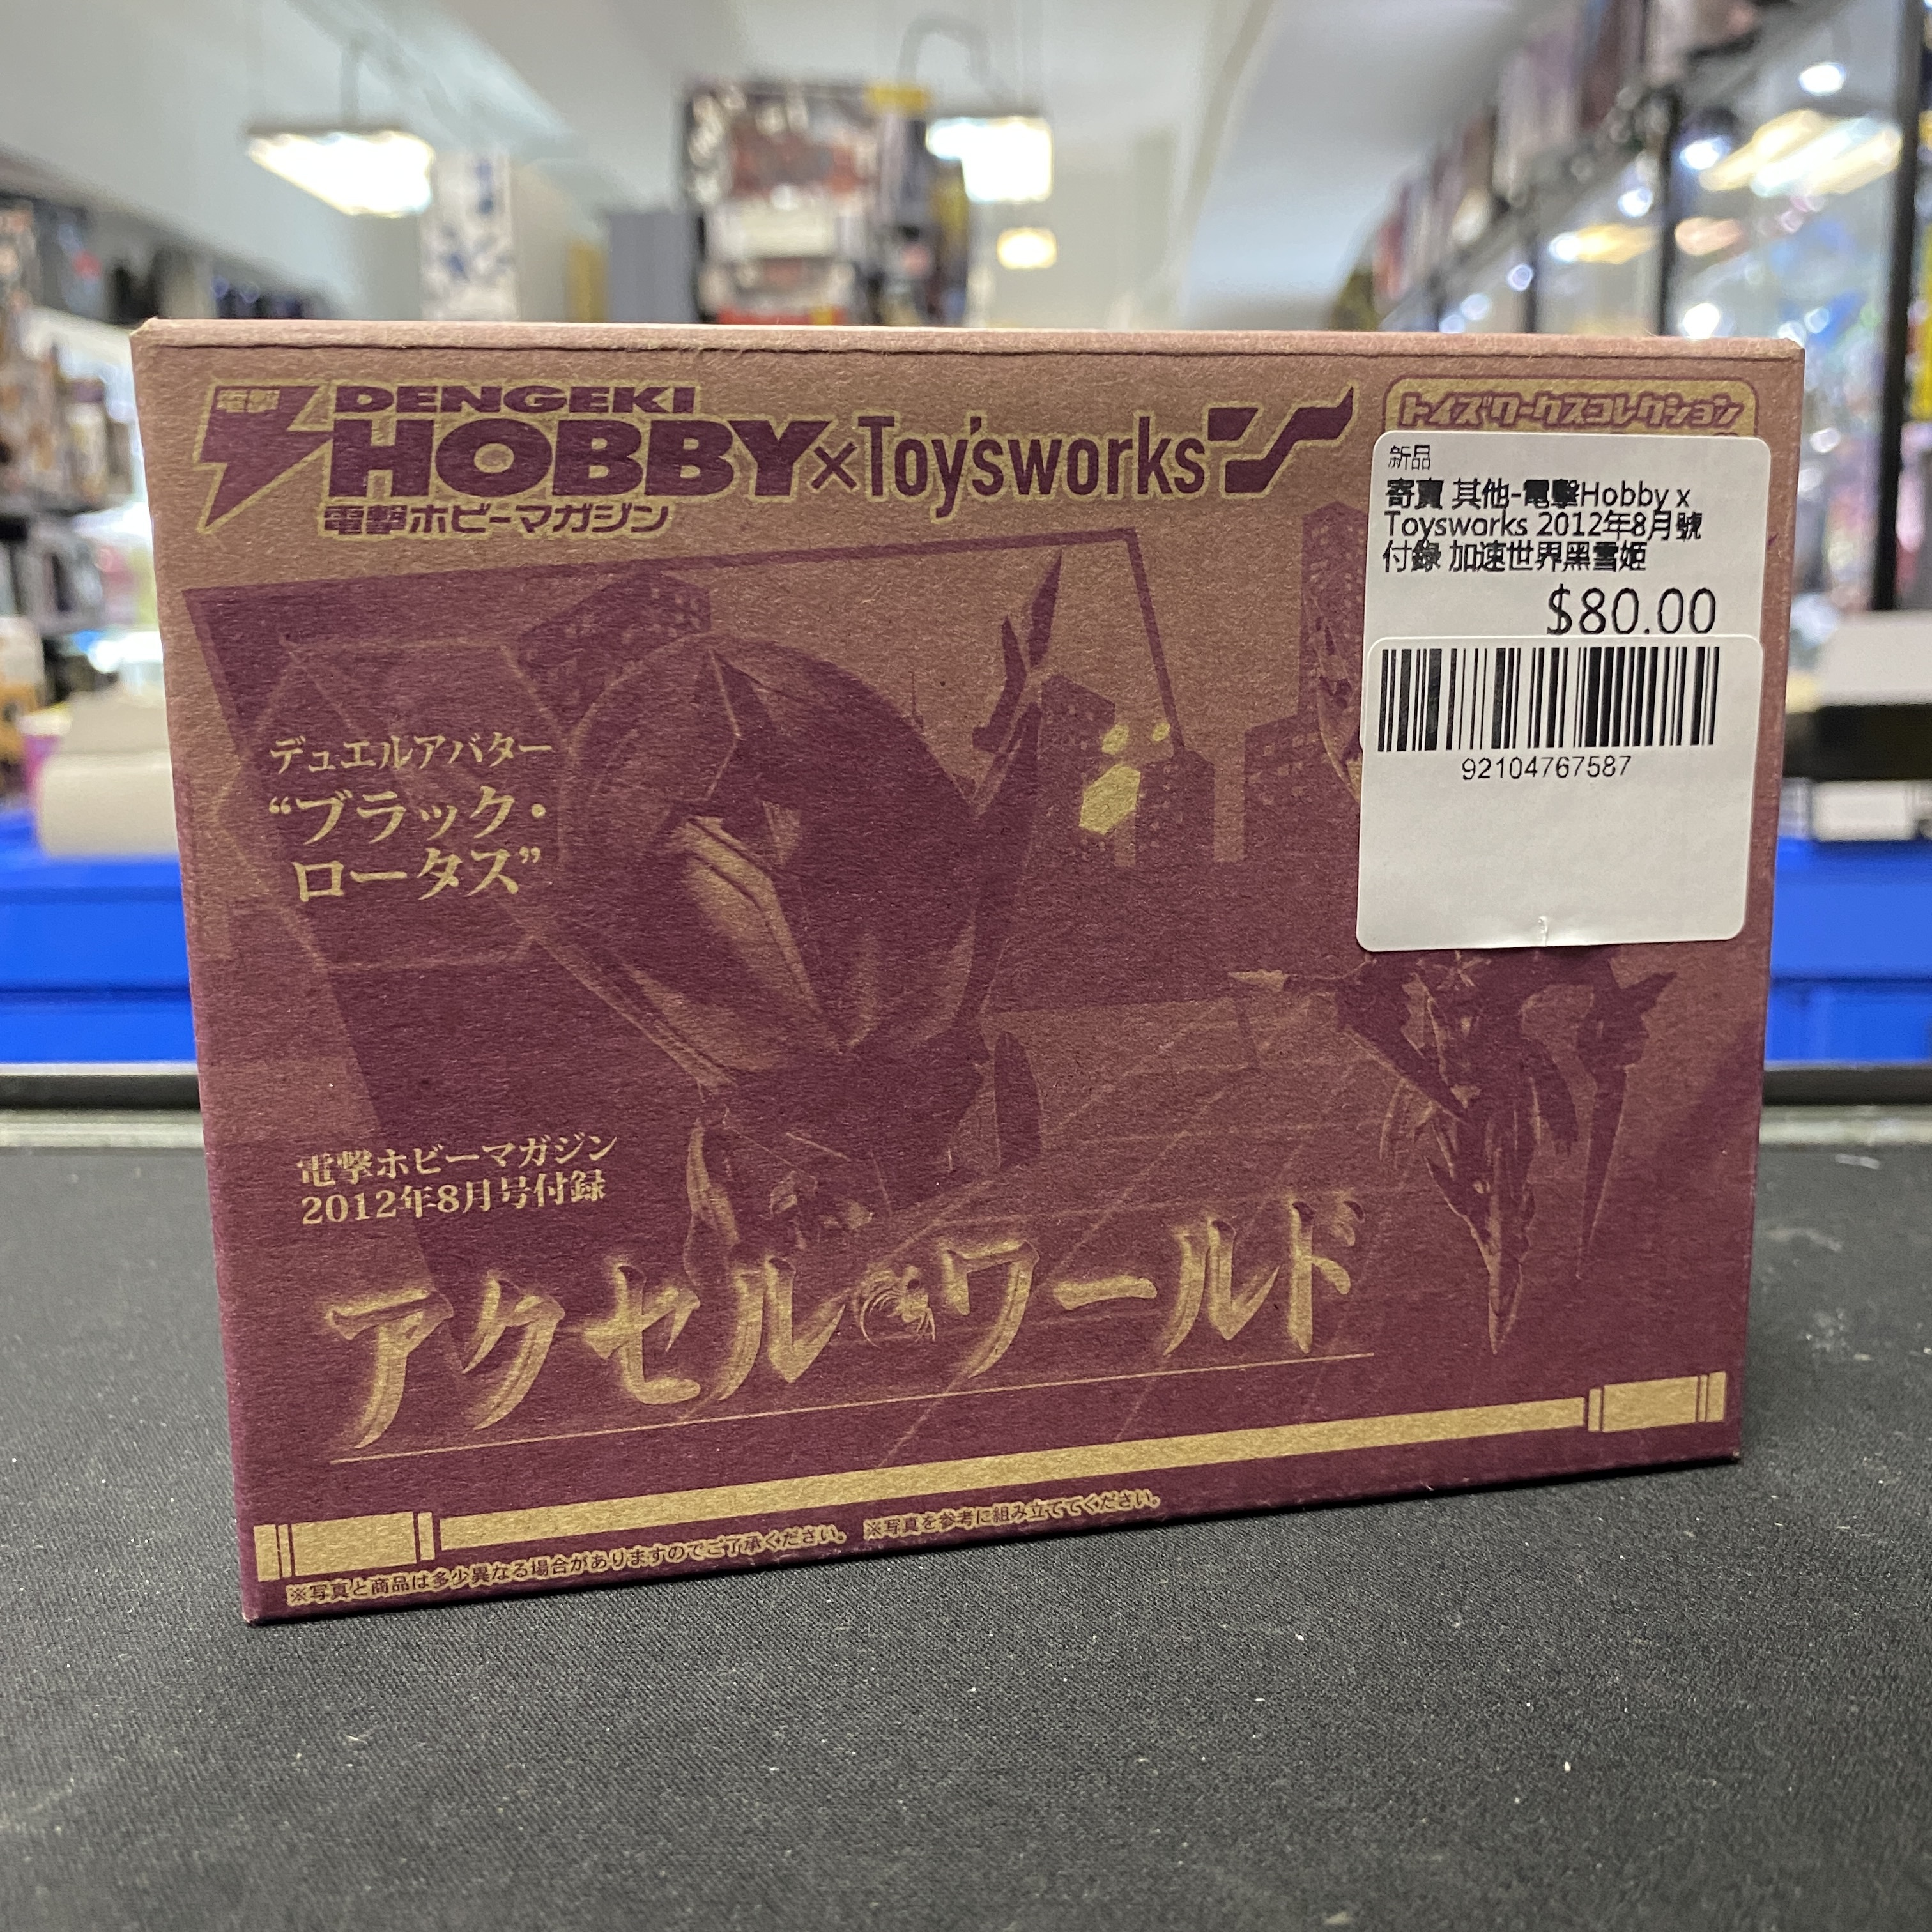 電撃
DENGEKI
HOBBY×Toy'sworks
電撃ホビーマガジン
トイズワークスコレクション
新品
寄賣 其他-電擊Hobby x
Toysworks 2012年8月號
付錄 加速世界黑雪姬
$80.00
92104767587
デュエルアバター
“ブラック・
ロータス”
電撃ホビーマガジン
2012年8月号付録
アクセル・ワールド
※写真と商品は多少異なる場合がありますのでご了承ください。 ※写真を参考に組み立ててください。